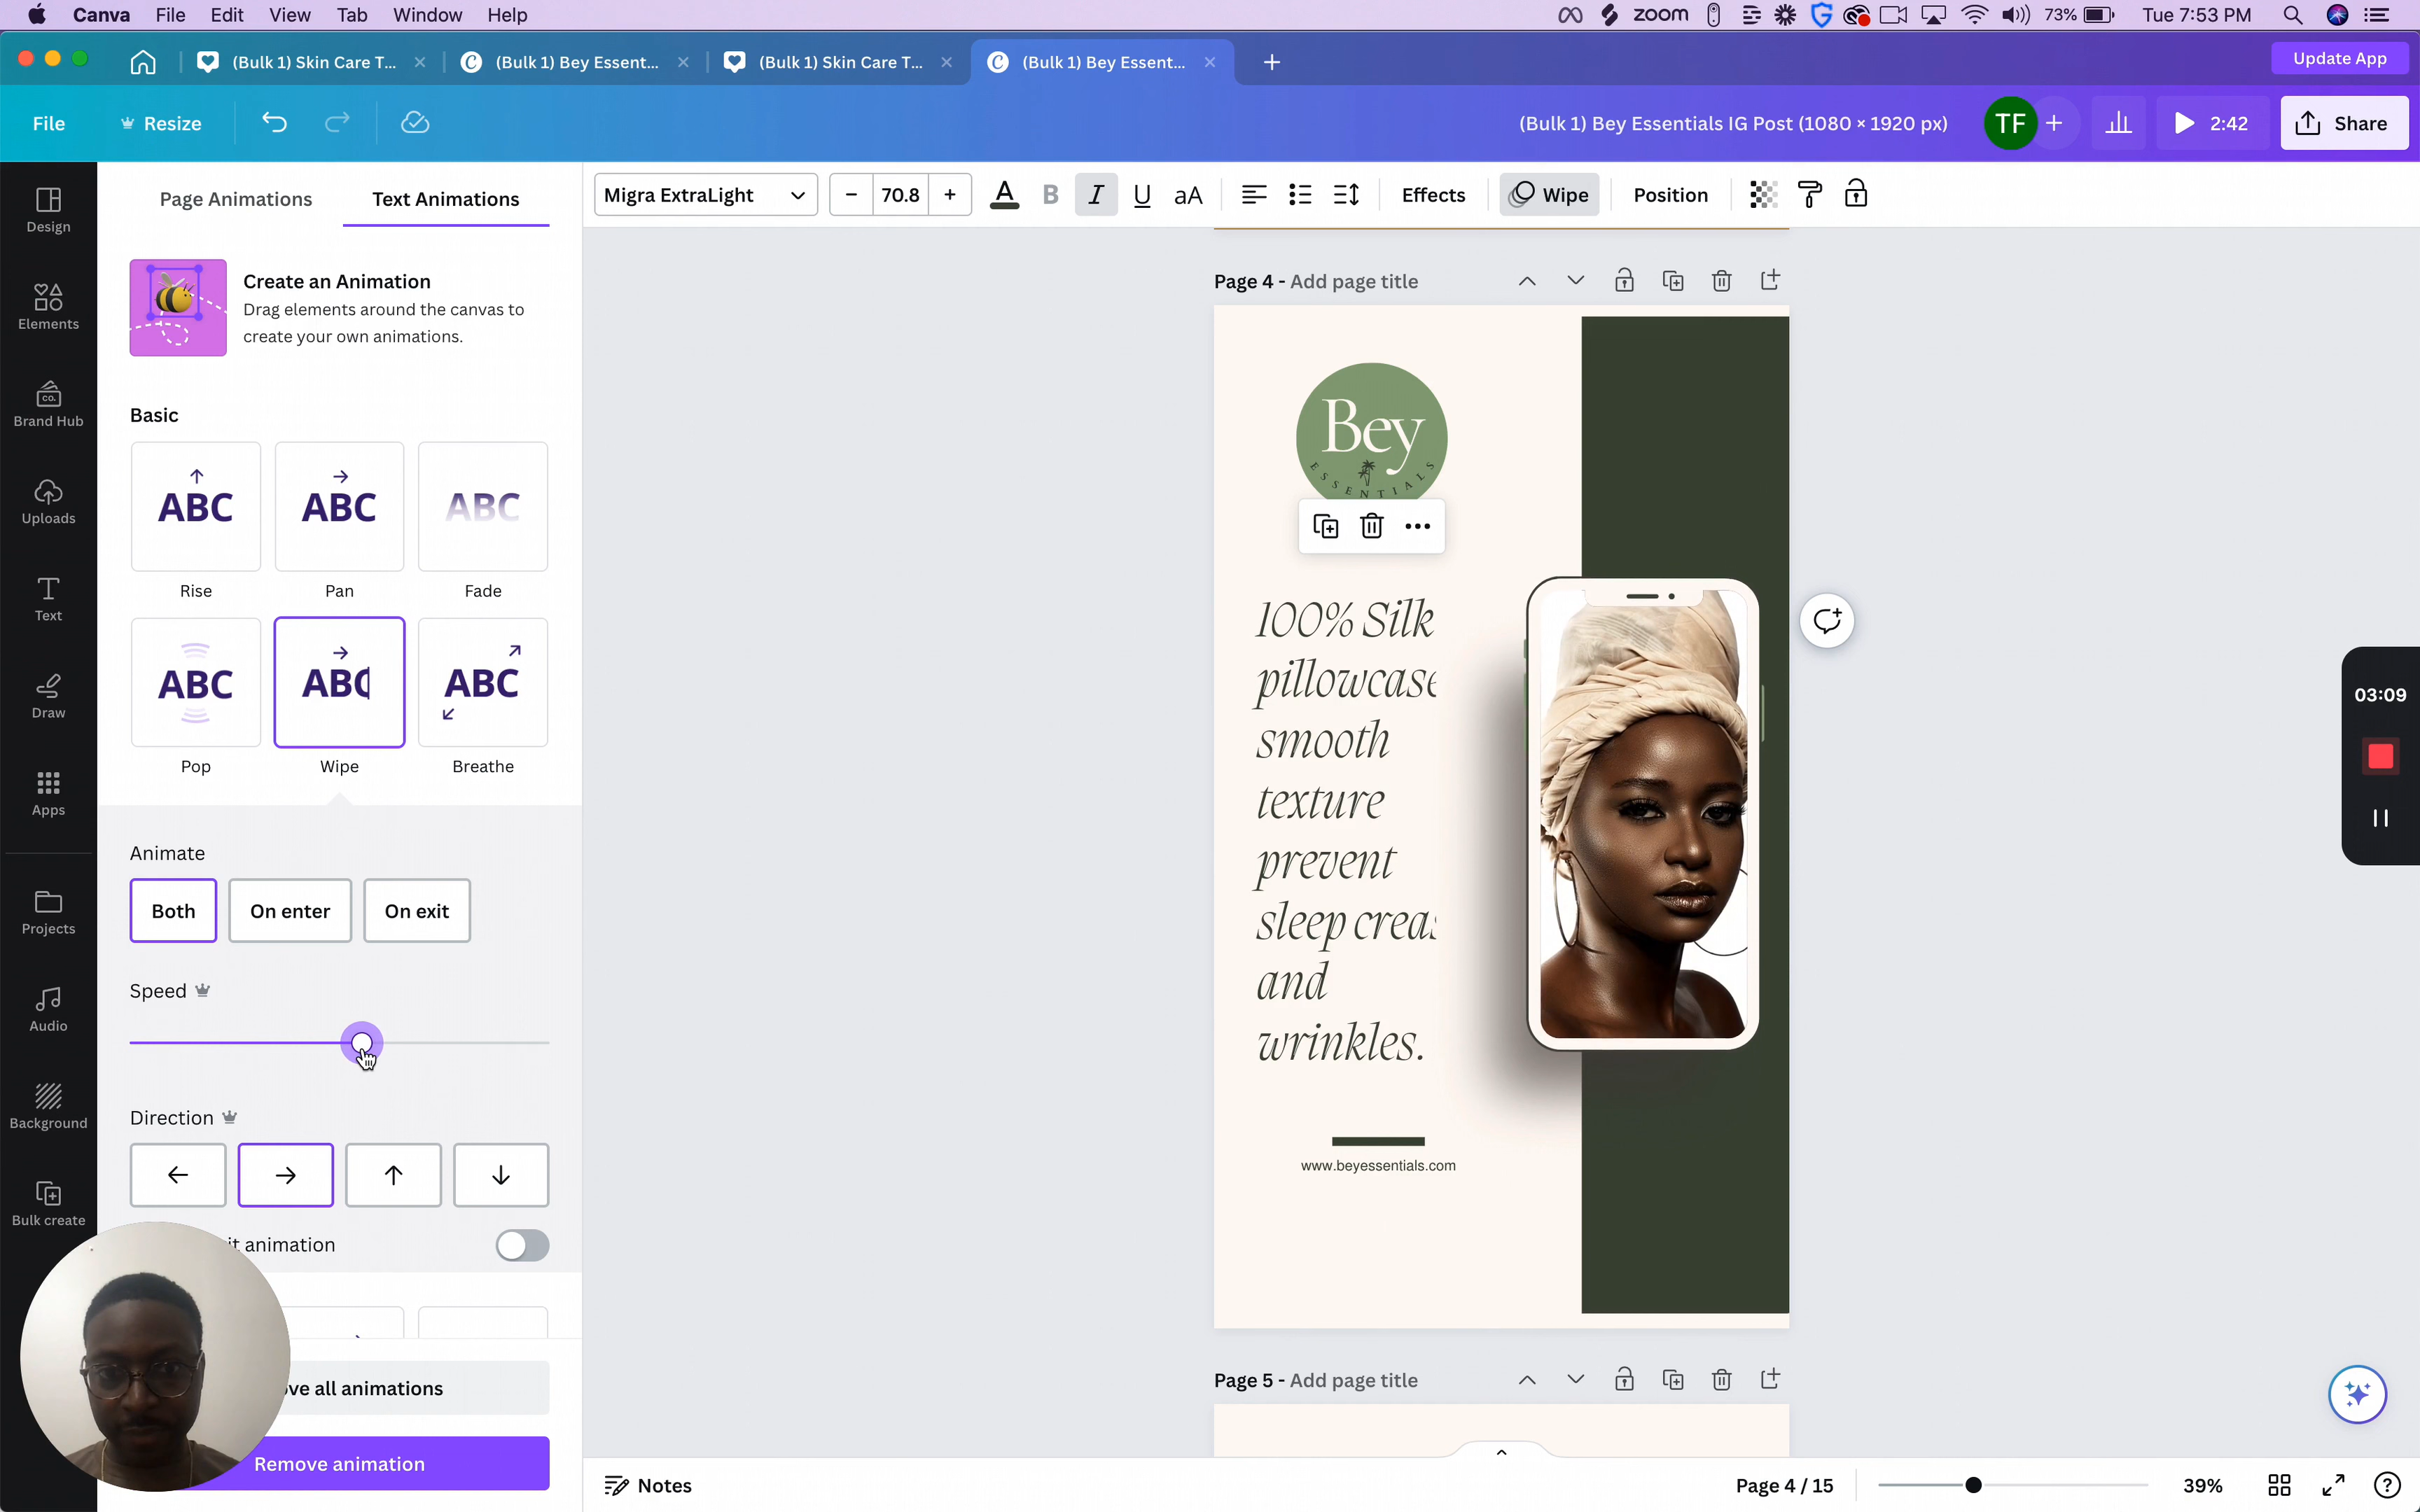 Canva File Edit View Tab Window Help
zoom 73% Tue 7:53 PM
(Bulk 1) Skin Care T...
(Bulk 1) Bey Essent...
(Bulk 1) Skin Care T...
(Bulk 1) Bey Essent...
Update App
File Resize
(Bulk 1) Bey Essentials IG Post (1080 × 1920 px)
TF
2:42
Share
Design
Elements
CO.
Brand Hub
Uploads
Text
Draw
Apps
Projects
Audio
Background
Bulk create
Page Animations Text Animations
Create an Animation
Drag elements around the canvas to
create your own animations.
Basic
ABC ABC ABC
Rise Pan Fade
ABC ABC ABC
Pop Wipe Breathe
Animate
Both On enter On exit
Speed
Direction
it animation
ve all animations
Remove animation
Migra ExtraLight
− 70.8 +
A B I U aA
Effects
Wipe
Position
Page 4 - Add page title
Bey
ESSENTIALS
100% Silk
pillowcase
smooth
texture
prevent
sleep creas
and
wrinkles.
www.beyessentials.com
Page 5 - Add page title
03:09
Notes
Page 4 / 15
39%